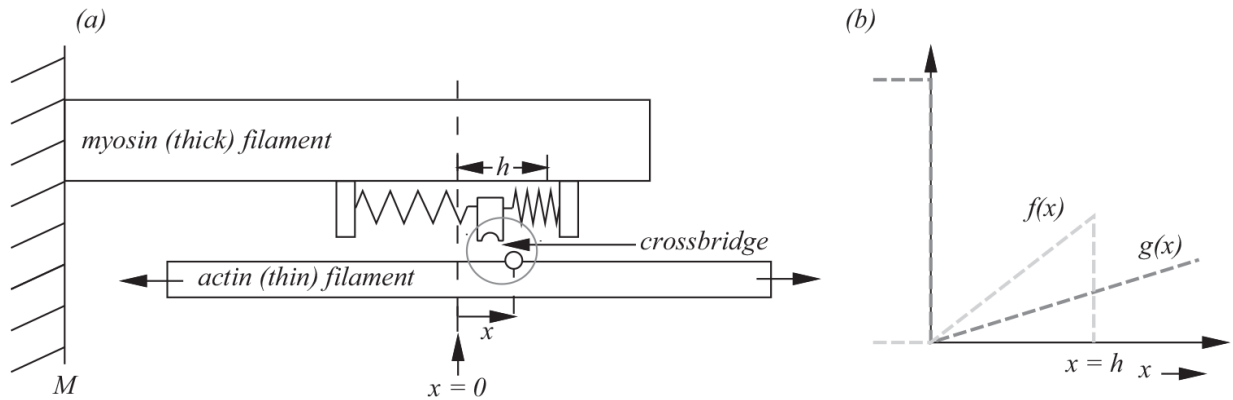 (a)
myosin (thick) filament
h
crossbridge
actin (thin) filament
x
x = 0
M
(b)
f(x)
g(x)
x = h x